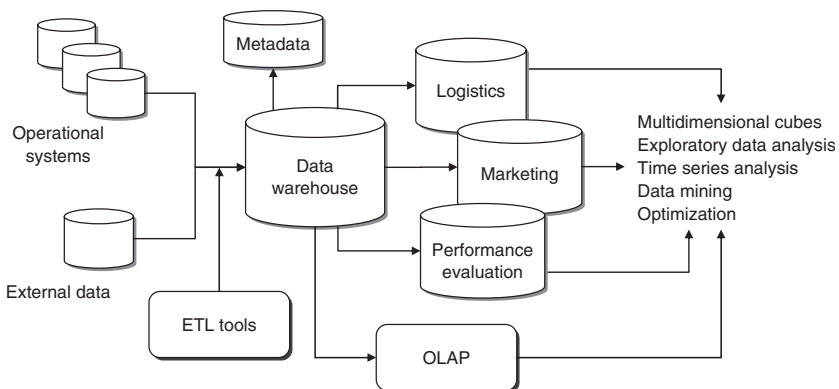 Metadata
Operational
systems
Data
warehouse
Logistics
Marketing
Performance
evaluation
Multidimensional cubes
Exploratory data analysis
Time series analysis
Data mining
Optimization
External data
ETL tools
OLAP